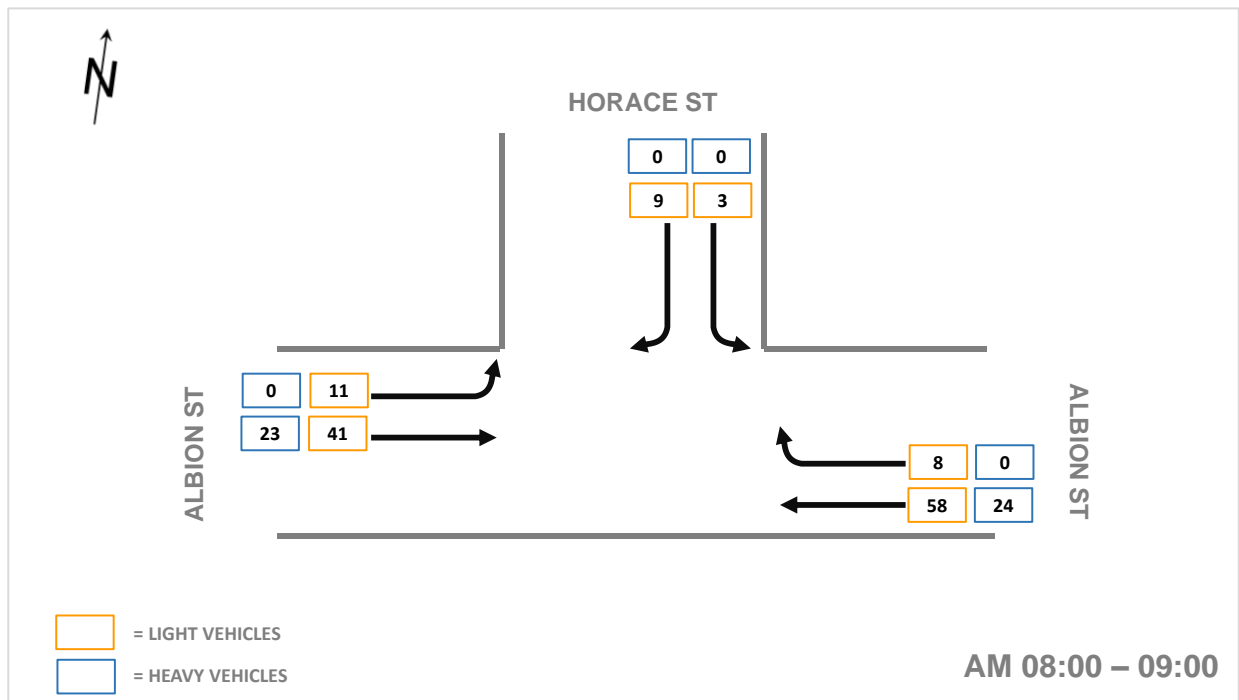 N
HORACE ST
0 0
9 3
ALBION ST
0 11
23 41
ALBION ST
8 0
58 24
= LIGHT VEHICLES
= HEAVY VEHICLES
AM 08:00 – 09:00